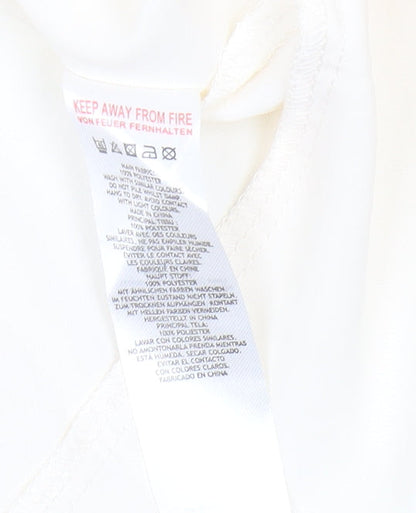 KEEP AWAY FROM FIRE
VON FEUER FERNHALTEN
MAIN FABRIC:
100% POLYESTER
WASH WITH SIMILAR COLOURS
DO NOT PILE WHILST DAMP
HANG TO DRY, AVOID CONTACT
WITH LIGHT COLOURS.
MADE IN CHINA
PRINCIPAL TISSU :
100% POLYESTER
LAVER AVEC DES COULEURS
SIMILAIRES, NE PAS EMPILER HUMIDE,
SUSPENDRE POUR FAIRE SÉCHER.
ÉVITER LE CONTACT AVEC
LES COULEURS CLAIRES.
FABRIQUÉ EN CHINE
HAUPT STOFF:
100% POLYESTER
MIT ÄHNLICHEN FARBEN WASCHEN.
IM FEUCHTEN ZUSTAND NICHT STAPELN.
ZUM TROCKNEN AUFHÄNGEN. KONTAKT
MIT HELLEN FARBEN VERMEIDEN.
HERGESTELLT IN CHINA
PRINCIPAL TELA:
100% POLIESTER
LAVAR CON COLORES SIMILARES.
NO AMONTONABLA PRENDA MIENTRAS
ESTA HÚMEDA, SECAR COLGADO.
EVITAR EL CONTACTO
CON COLORES CLAROS.
FABRICADO EN CHINA